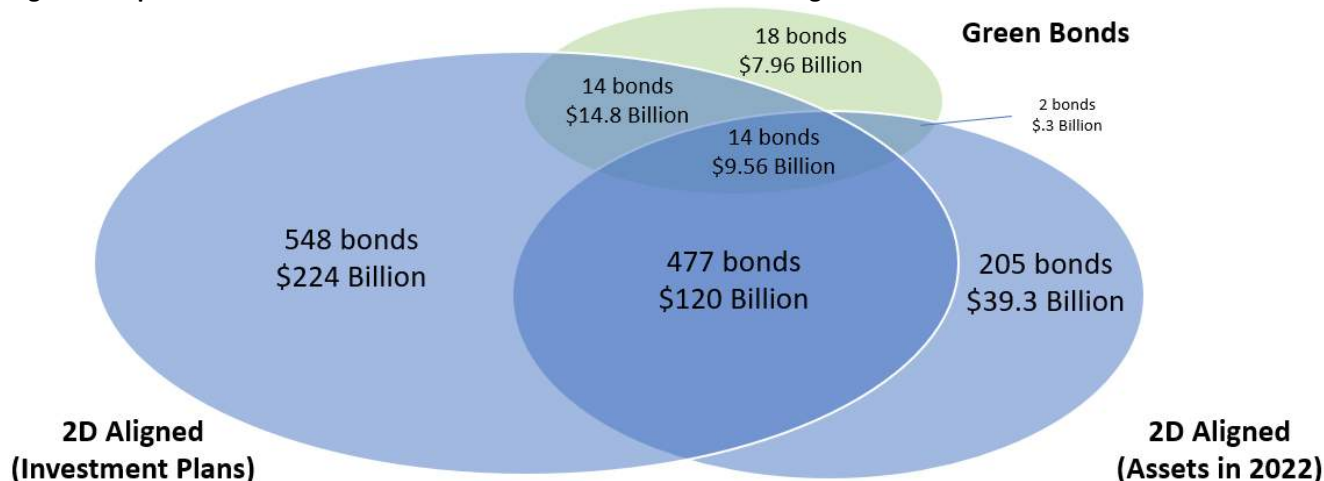 18 bonds
$7.96 Billion
Green Bonds
14 bonds
$14.8 Billion
2 bonds
$.3 Billion
14 bonds
$9.56 Billion
548 bonds
$224 Billion
477 bonds
$120 Billion
205 bonds
$39.3 Billion
2D Aligned
(Investment Plans)
2D Aligned
(Assets in 2022)